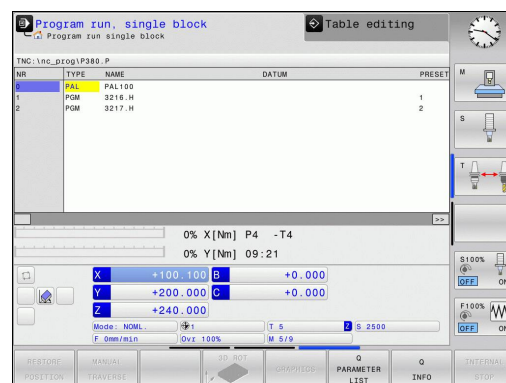 Program run, single block
Table editing
Program run single block
TNC:\nc_prog\P380.P
NR TYPE NAME DATUM PRESET
0 PAL PAL100
1 PGM 3216.H 1
2 PGM 3217.H 2
>>
0% X[Nm] P4 -T4
0% Y[Nm] 09:21
X +100.100 B +0.000
Y +200.000 C +0.000
Z +240.000
Mode: NOML. 1 T 5 Z S 2500
F 0mm/min Ovr 100% M 5/9
M
S
T
S100%
OFF ON
F100%
OFF ON
RESTORE POSITION
MANUAL TRAVERSE
3D ROT
GRAPHICS
Q PARAMETER LIST
Q INFO
INTERNAL STOP